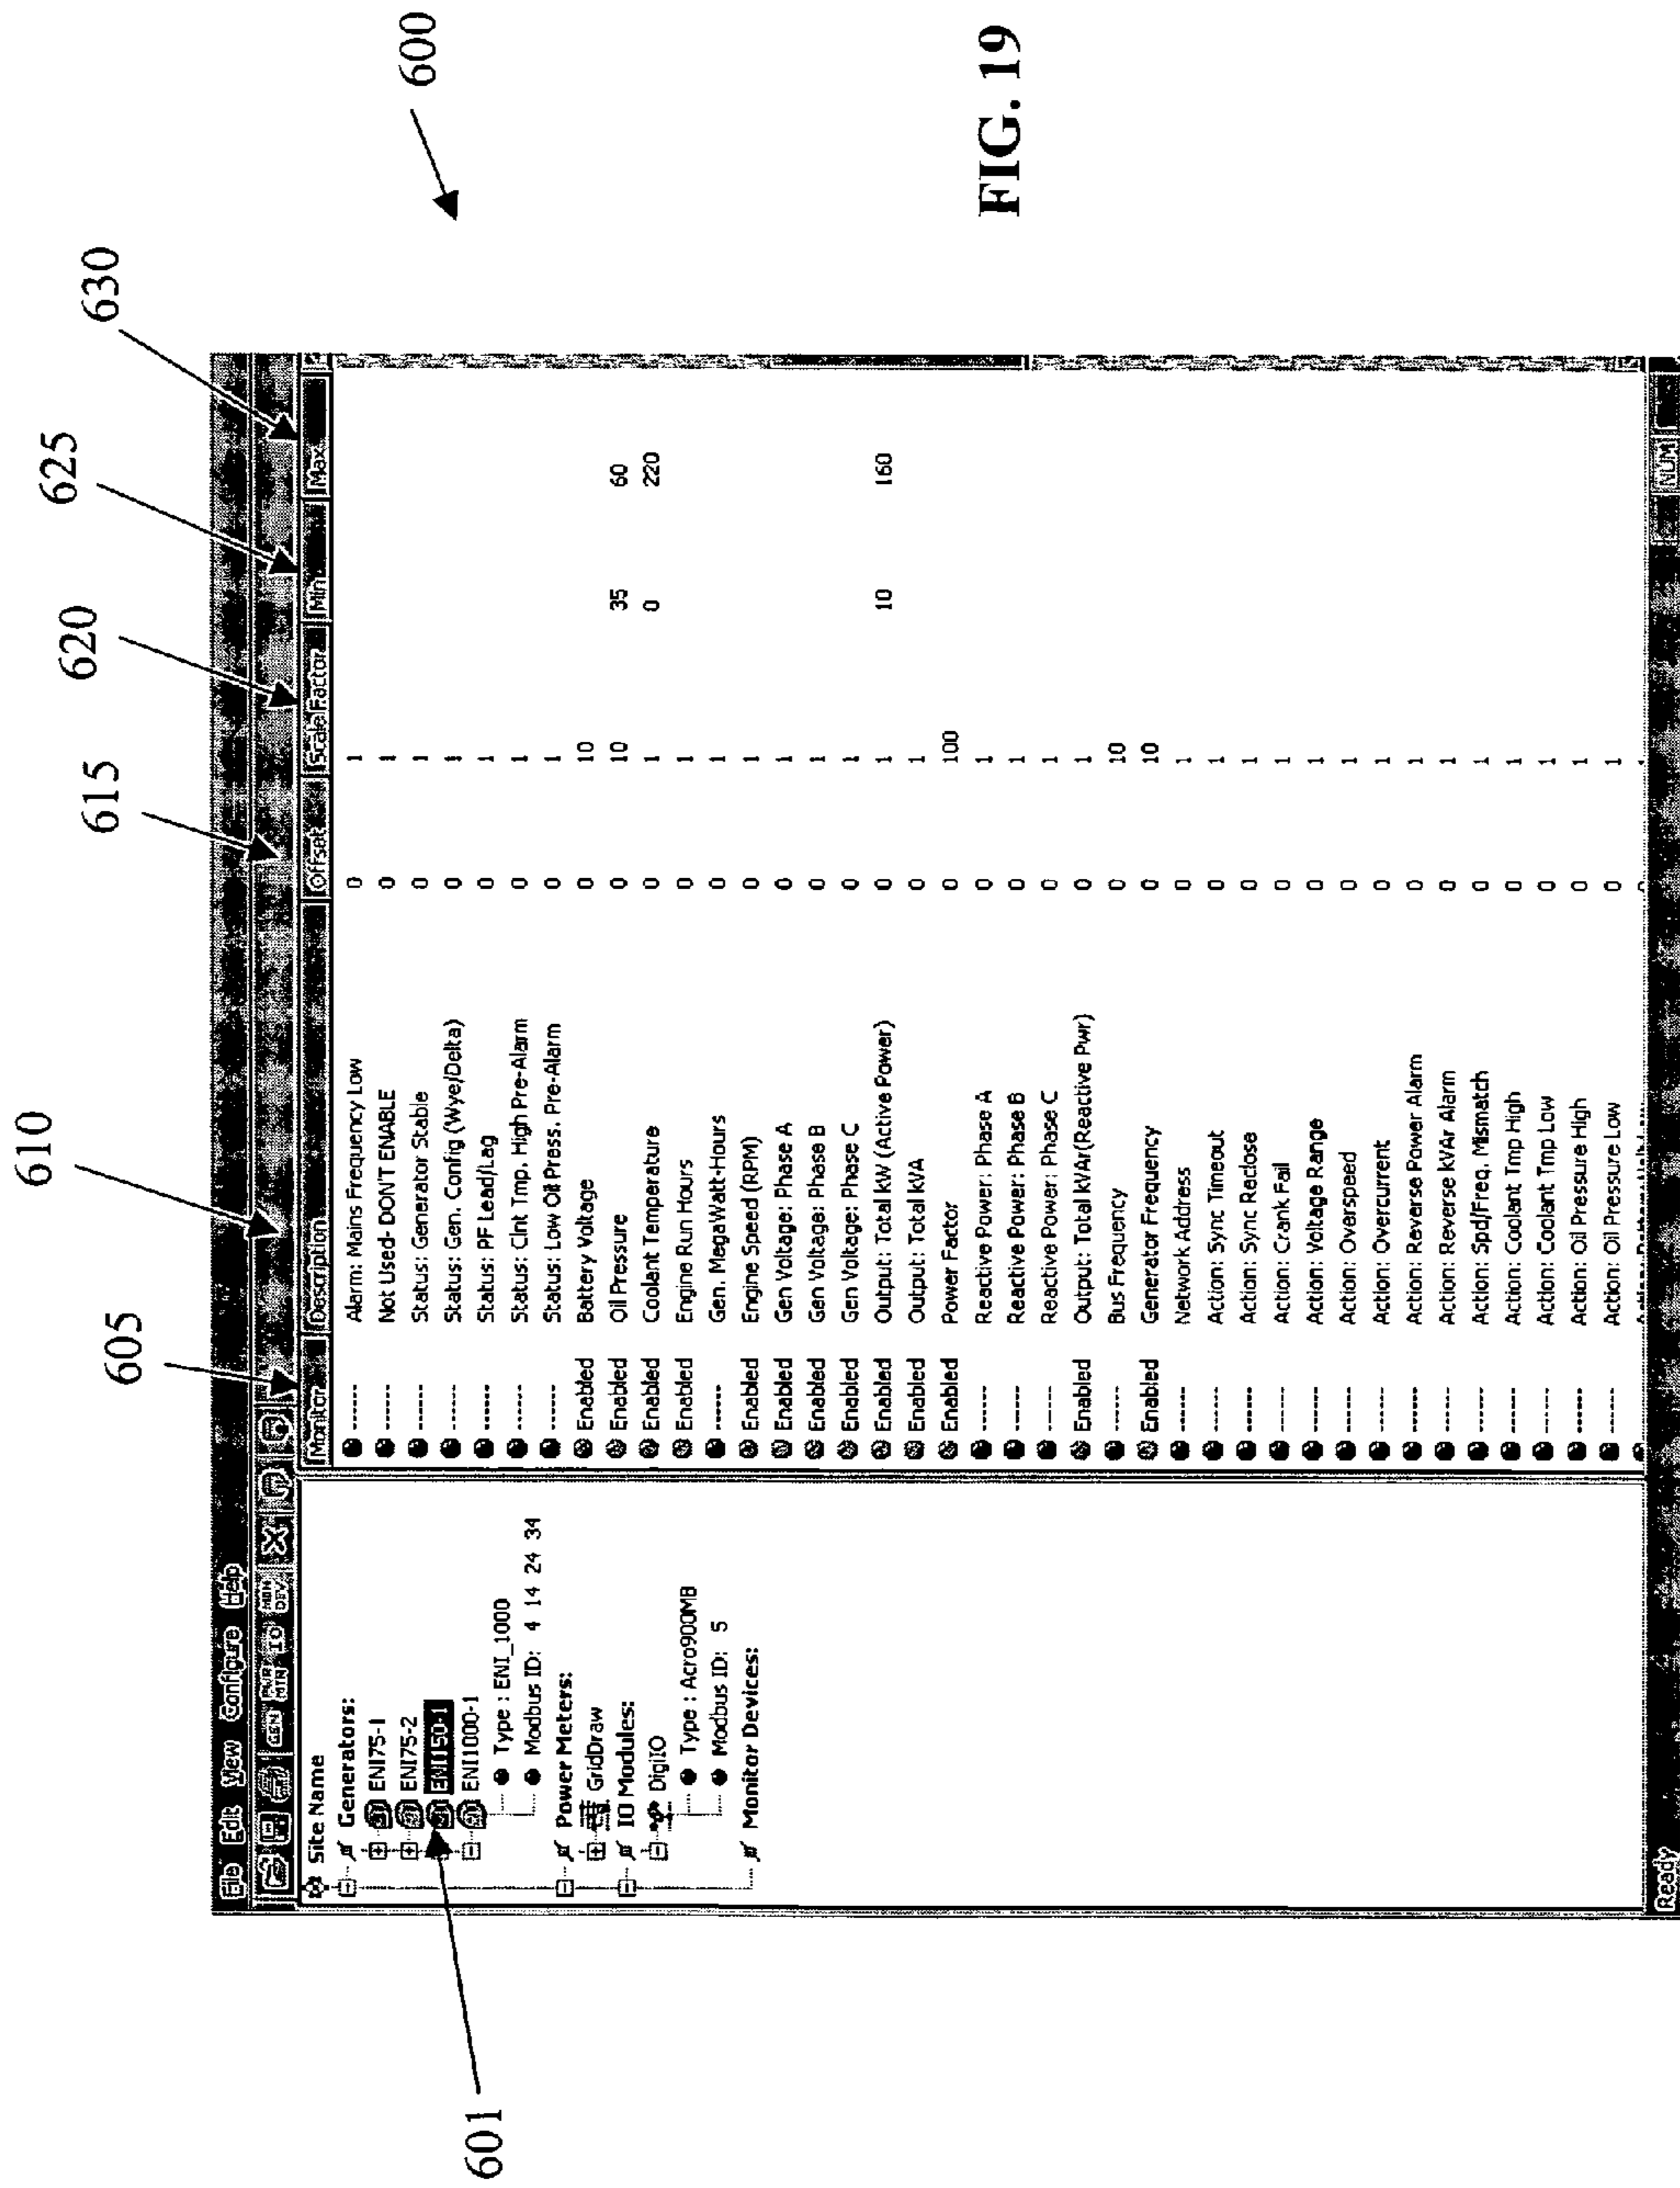 610
605
615
620
625
630
600
601
File Edit View Configure Help
GEN PWR MTR IO MON DEV
Site Name
Generators:
ENI75-1
ENI75-2
ENI150-1
ENI1000-1
Type : ENI_1000
Modbus ID: 4 14 24 34
Power Meters:
GridDraw
IO Modules:
DigiIO
Type : Acro900MB
Modbus ID: 5
Monitor Devices:
Monitor Description Offset Scale Factor Min Max
------ Alarm: Mains Frequency Low 0 1
------ Not Used- DON'T ENABLE 0 1
------ Status: Generator Stable 0 1
------ Status: Gen. Config (Wye/Delta) 0 1
------ Status: PF Lead/Lag 0 1
------ Status: Clnt Tmp. High Pre-Alarm 0 1
------ Status: Low Oil Press. Pre-Alarm 0 1
Enabled Battery Voltage 0 10
Enabled Oil Pressure 0 10 35 60
Enabled Coolant Temperature 0 1 0 220
Enabled Engine Run Hours 0 1
------ Gen. MegaWatt-Hours 0 1
Enabled Engine Speed (RPM) 0 1
Enabled Gen Voltage: Phase A 0 1
Enabled Gen Voltage: Phase B 0 1
Enabled Gen Voltage: Phase C 0 1
Enabled Output: Total kW (Active Power) 0 1 10 160
Enabled Output: Total kVA 0 1
Enabled Power Factor 0 100
------ Reactive Power: Phase A 0 1
------ Reactive Power: Phase B 0 1
------ Reactive Power: Phase C 0 1
Enabled Output: Total kVAr(Reactive Pwr) 0 1
------ Bus Frequency 0 10
Enabled Generator Frequency 0 10
------ Network Address 0 1
------ Action: Sync Timeout 0 1
------ Action: Sync Reclose 0 1
------ Action: Crank Fail 0 1
------ Action: Voltage Range 0 1
------ Action: Overspeed 0 1
------ Action: Overcurrent 0 1
------ Action: Reverse Power Alarm 0 1
------ Action: Reverse kVAr Alarm 0 1
------ Action: Spd/Freq. Mismatch 0 1
------ Action: Coolant Tmp High 0 1
------ Action: Coolant Tmp Low 0 1
------ Action: Oil Pressure High 0 1
------ Action: Oil Pressure Low 0 1
Ready NUM
FIG. 19